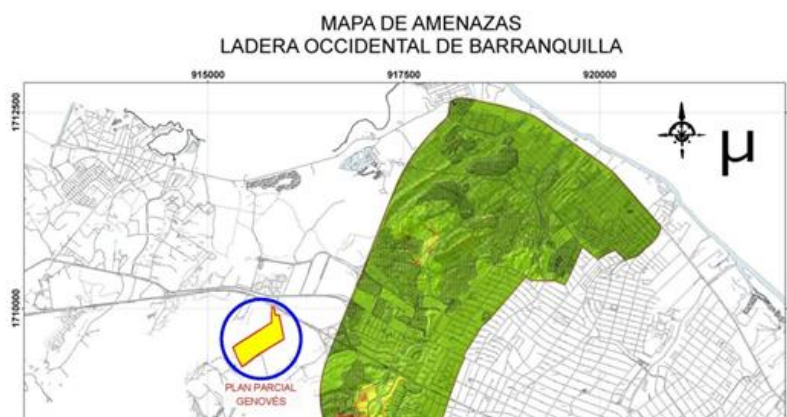 MAPA DE AMENAZAS
LADERA OCCIDENTAL DE BARRANQUILLA
915000
917500
920000
1712500
μ
1710000
PLAN PARCIAL
GENOVÉS